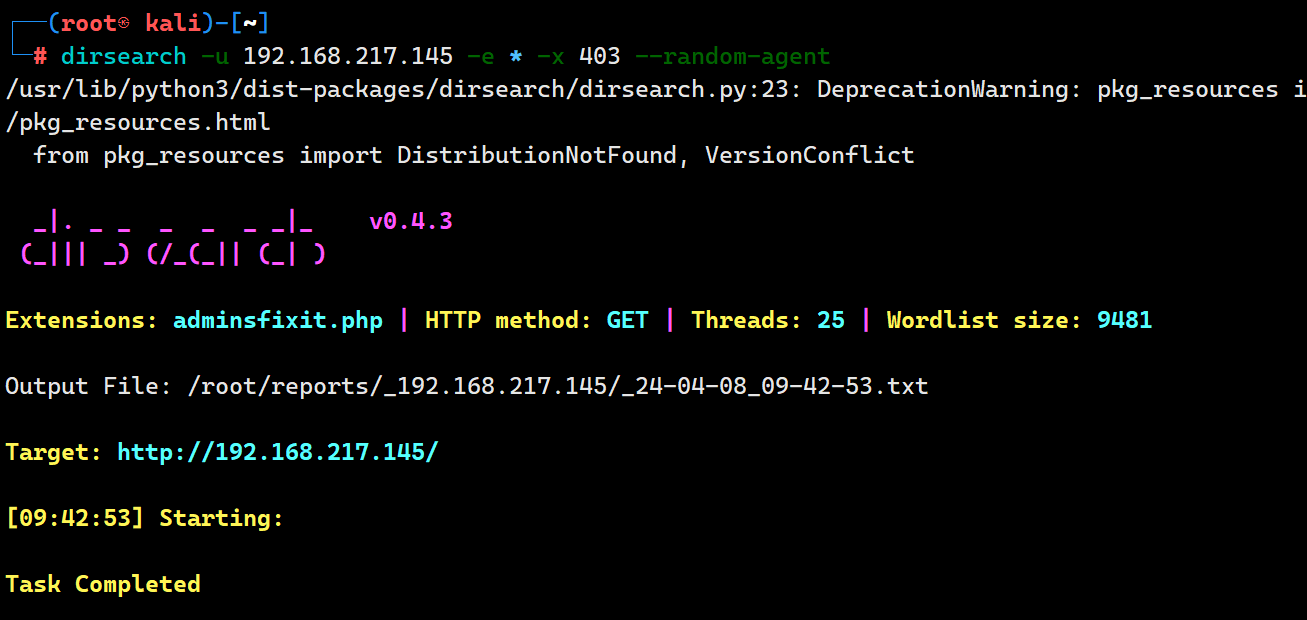 ┌──(root㉿ kali)-[~]
└─# dirsearch -u 192.168.217.145 -e * -x 403 --random-agent
/usr/lib/python3/dist-packages/dirsearch/dirsearch.py:23: DeprecationWarning: pkg_resources i
/pkg_resources.html
  from pkg_resources import DistributionNotFound, VersionConflict
  _|. _ _  _  _  _ _|_    v0.4.3
 (_||| _) (/_(_|| (_| )
Extensions: adminsfixit.php | HTTP method: GET | Threads: 25 | Wordlist size: 9481
Output File: /root/reports/_192.168.217.145/_24-04-08_09-42-53.txt
Target: http://192.168.217.145/
[09:42:53] Starting:
Task Completed